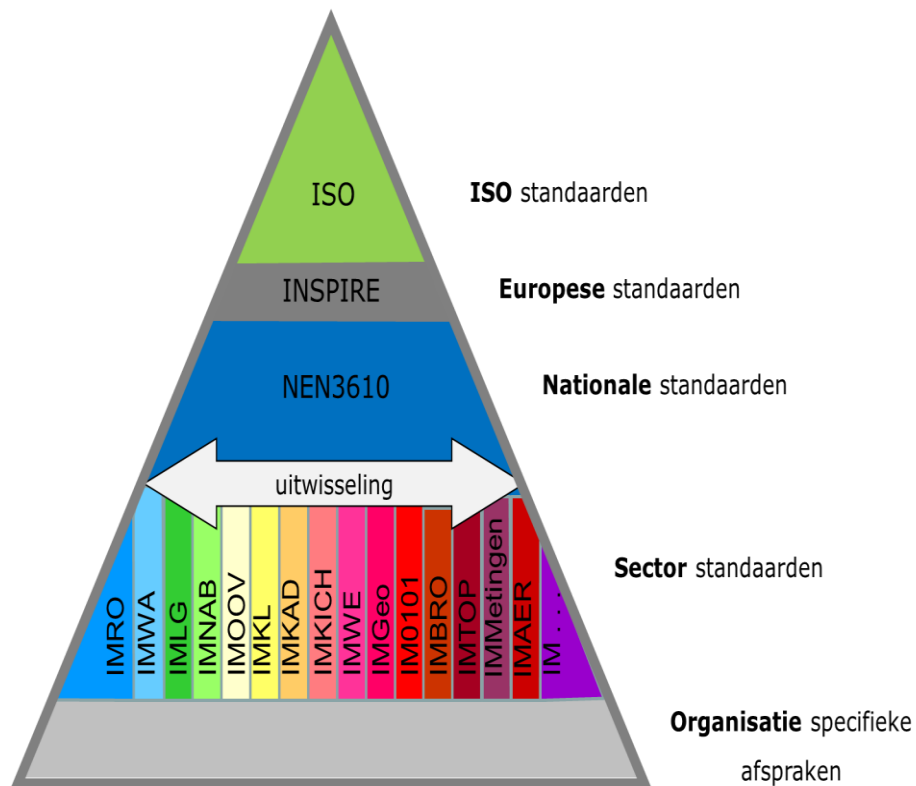 ISO
ISO standaarden
INSPIRE
Europese standaarden
NEN3610
Nationale standaarden
uitwisseling
IMRO
IMWA
IMLG
IMNAB
IMOOV
IMKL
IMKAD
IMKICH
IMWE
IMGeo
IM0101
IMBRO
IMTOP
IMMetingen
IMAER
IM . . .
Sector standaarden
Organisatie specifieke
afspraken